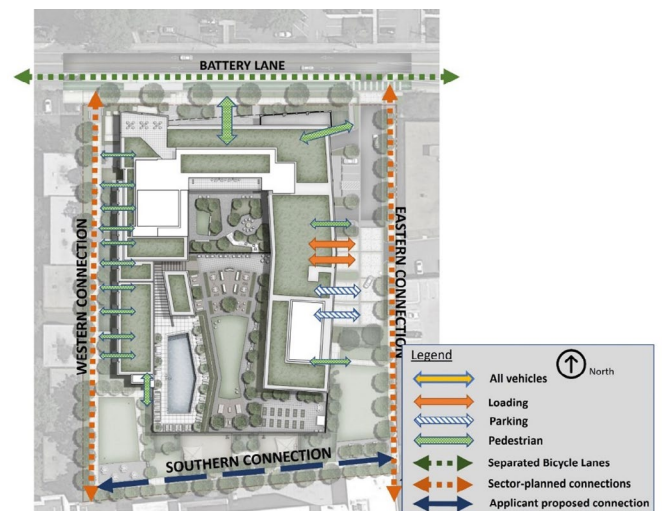 BATTERY LANE
WESTERN CONNECTION
EASTERN CONNECTION
SOUTHERN CONNECTION
Legend
North
All vehicles
Loading
Parking
Pedestrian
Separated Bicycle Lanes
Sector-planned connections
Applicant proposed connection